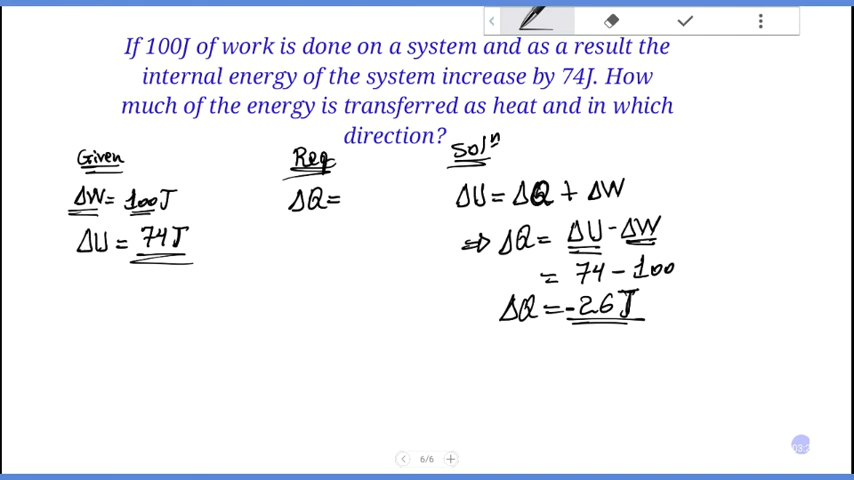 If 100J of work is done on a system and as a result the
internal energy of the system increase by 74J. How
much of the energy is transferred as heat and in which
direction?
Given
ΔW= 100J
ΔU = 74J
Req
ΔQ=
Solⁿ
ΔU = ΔQ + ΔW
⇒ ΔQ = ΔU - ΔW
= 74 - 100
ΔQ = -26 J
6/6